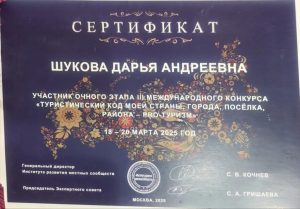 СЕРТИФИКАТ
ШУКОВА ДАРЬЯ АНДРЕЕВНА
УЧАСТНИК ОЧНОГО ЭТАПА III МЕЖДУНАРОДНОГО КОНКУРСА
«ТУРИСТИЧЕСКИЙ КОД МОЕЙ СТРАНЫ, ГОРОДА, ПОСЁЛКА,
РАЙОНА – PRO-ТУРИЗМ»
18 – 20 МАРТА 2025 ГОД
Генеральный директор
Института развития местных сообществ
С. В. КОЧНЕВ
Председатель Экспертного совета
С. А. ГРИШАЕВА
МОСКВА, 2025